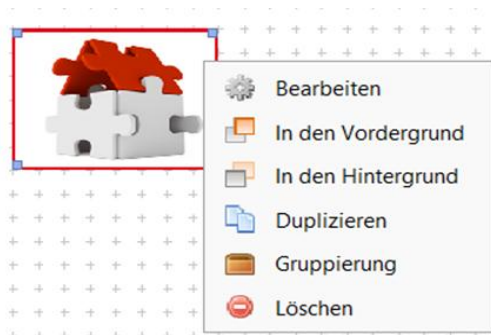 Bearbeiten
In den Vordergrund
In den Hintergrund
Duplizieren
Gruppierung
Löschen